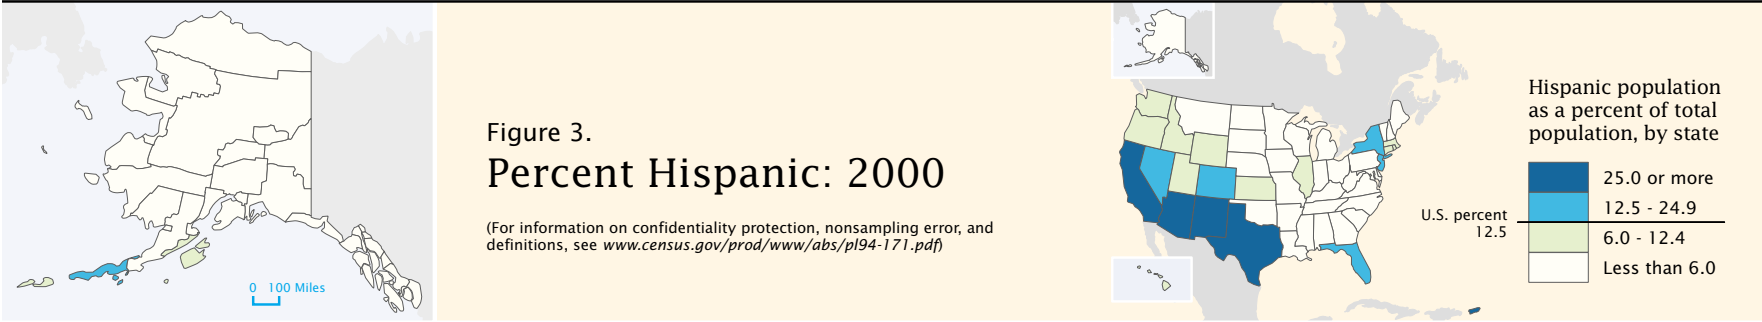 0 100 Miles
Figure 3.
Percent Hispanic: 2000
(For information on confidentiality protection, nonsampling error, and
definitions, see www.census.gov/prod/www/abs/pl94-171.pdf)
Hispanic population
as a percent of total
population, by state
25.0 or more
12.5 - 24.9
U.S. percent
12.5
6.0 - 12.4
Less than 6.0